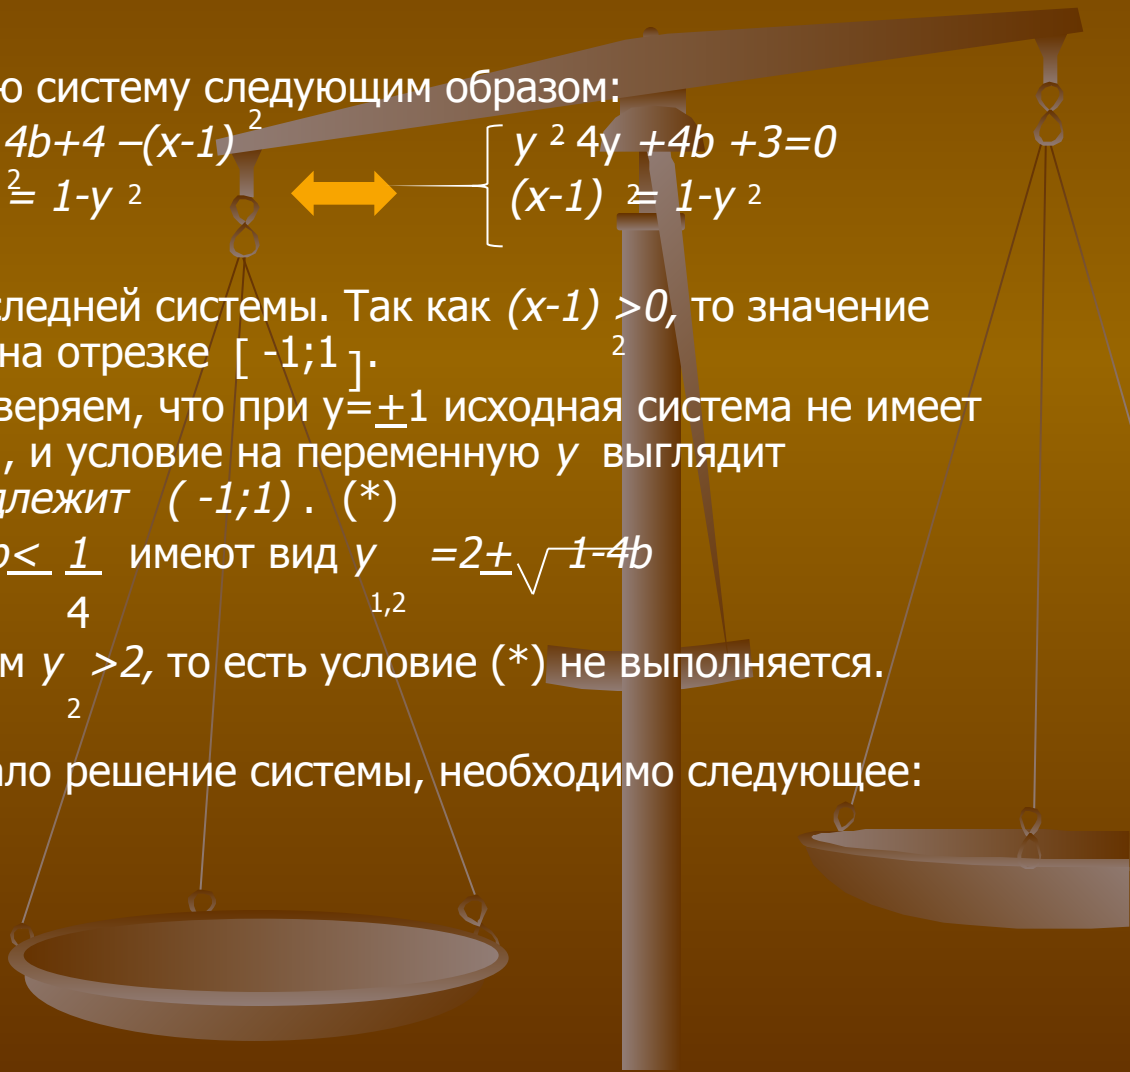 ю систему следующим образом:
4b+4 –(x-1) 2
2 = 1-y 2
y 2 4y +4b +3=0
(x-1) 2 = 1-y 2
следней системы. Так как (x-1) >0, то значение
2
на отрезке [ -1;1 ].
веряем, что при y=±1 исходная система не имеет
, и условие на переменную y выглядит
длежит ( -1;1) . (*)
b≤ 1 имеют вид y =2±√ 1-4b
4 1,2
м y >2, то есть условие (*) не выполняется.
2
ало решение системы, необходимо следующее: